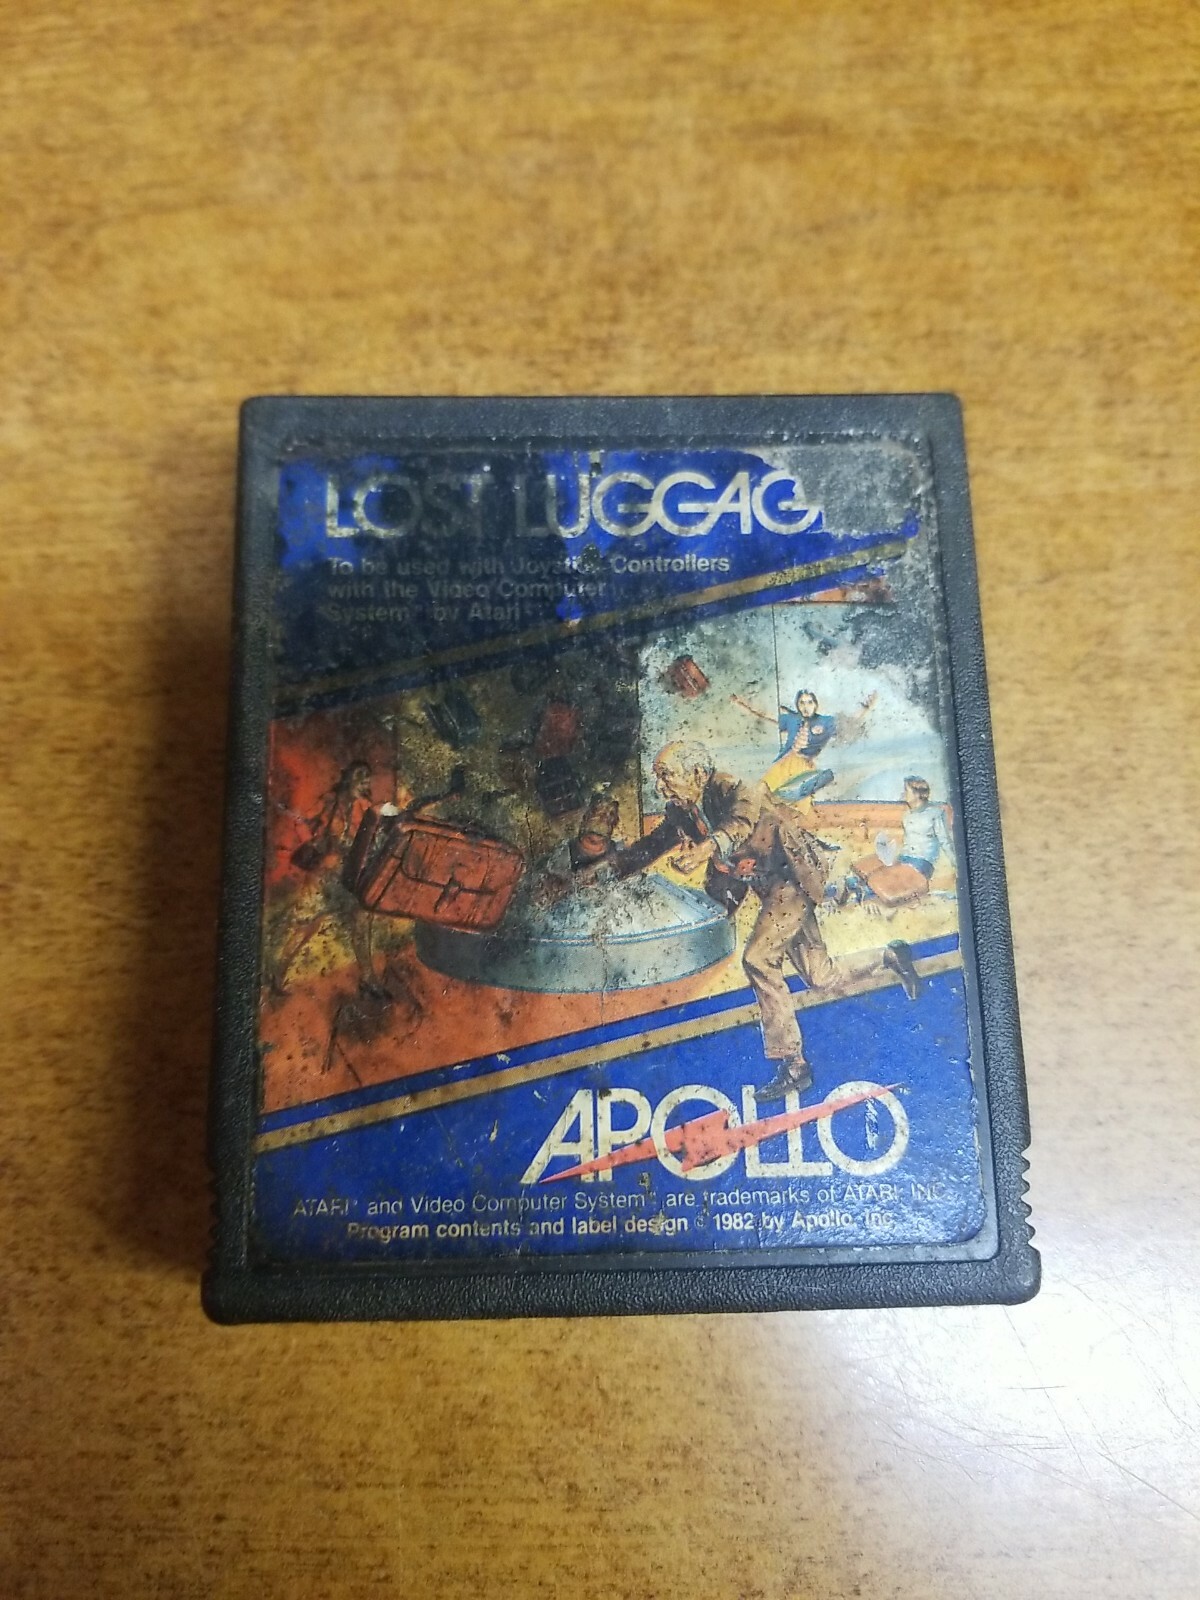 LOST LUGGAG
To be used with Joystick Controllers
with the Video Computer
System™ by Atari®
APOLLO
ATARI® and Video Computer System™ are trademarks of ATARI, INC.
Program contents and label design © 1982 by Apollo, Inc.